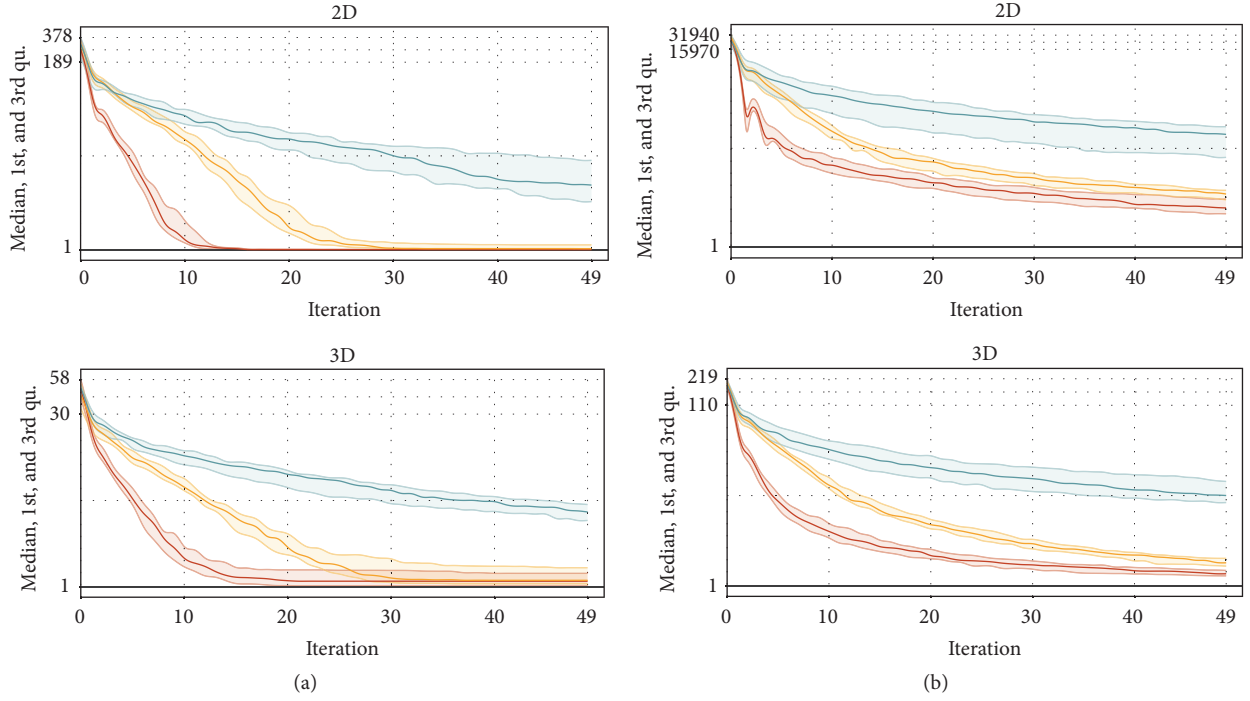 2D
378
189
1
Median, 1st, and 3rd qu.
0 10 20 30 40 49
Iteration
2D
31940
15970
1
Median, 1st, and 3rd qu.
0 10 20 30 40 49
Iteration
3D
58
30
1
Median, 1st, and 3rd qu.
0 10 20 30 40 49
Iteration
(a)
3D
219
110
1
Median, 1st, and 3rd qu.
0 10 20 30 40 49
Iteration
(b)